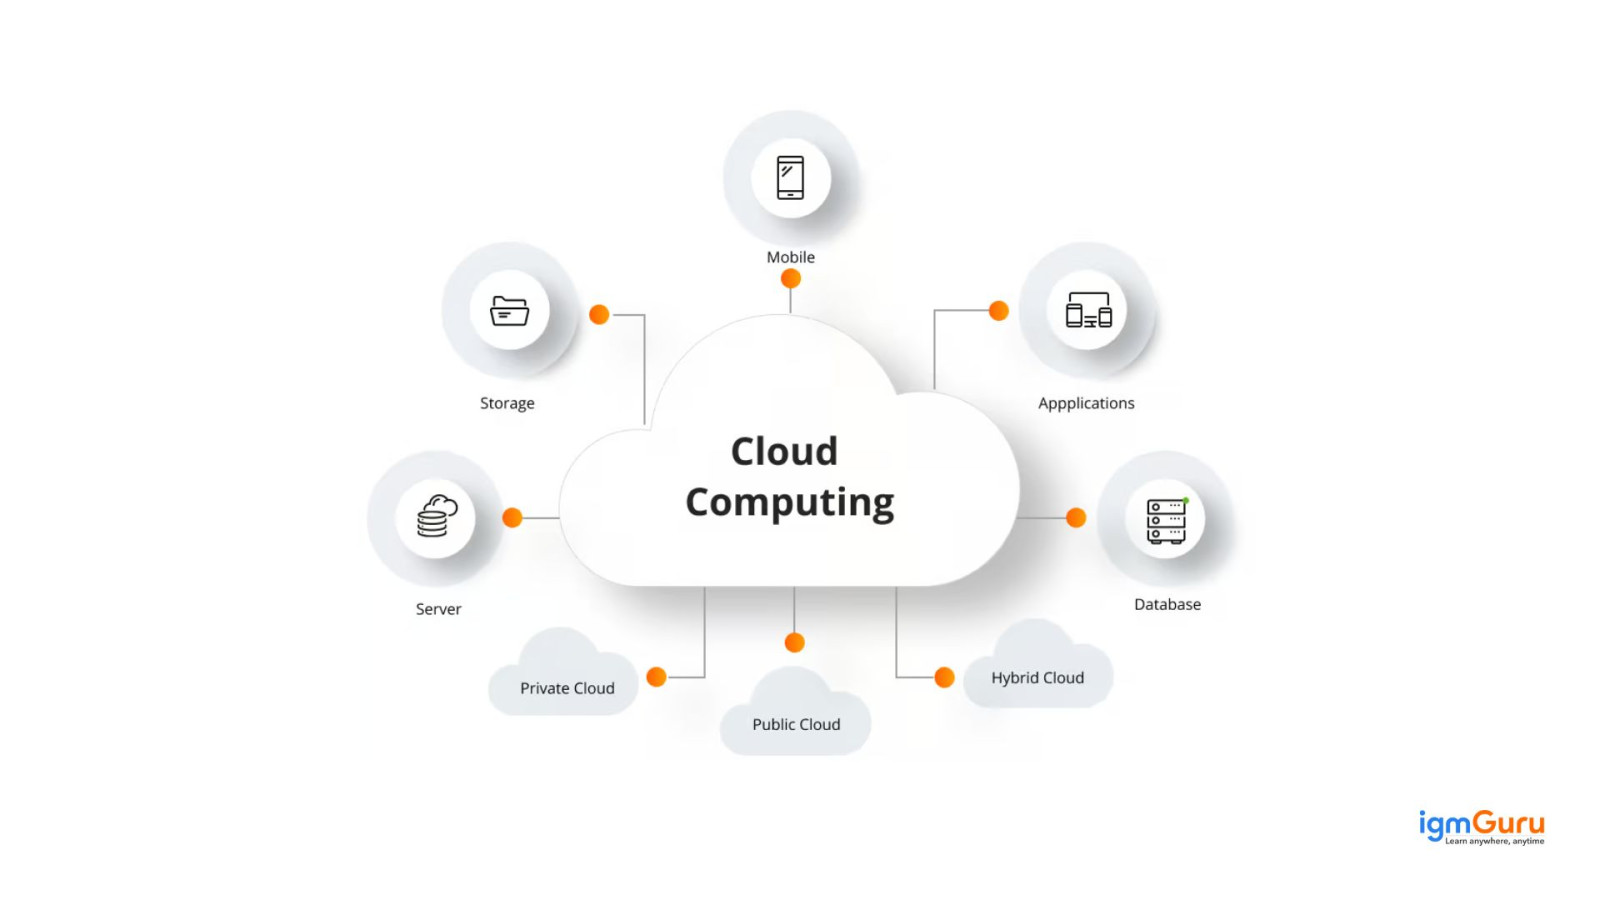 Mobile
Storage
Appplications
Cloud
Computing
Server
Database
Private Cloud
Public Cloud
Hybrid Cloud
igmGuru
Learn anywhere, anytime